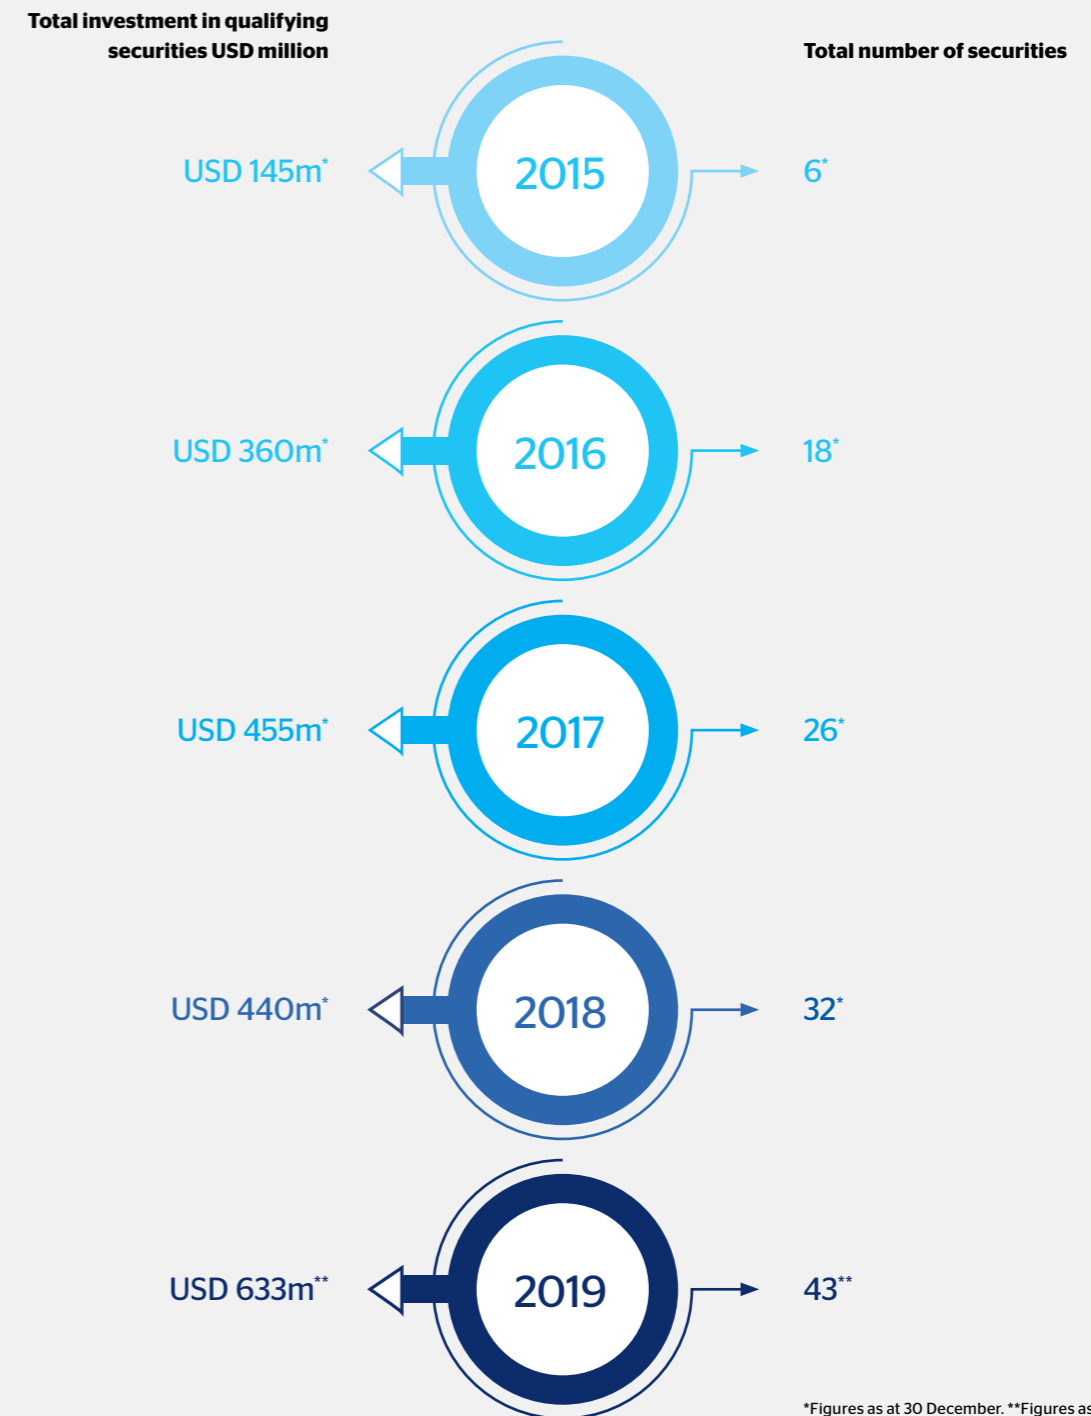 Total investment in qualifying
securities USD million
Total number of securities
USD 145m*
2015
6*
USD 360m*
2016
18*
USD 455m*
2017
26*
USD 440m*
2018
32*
USD 633m**
2019
43**
*Figures as at 30 December. **Figures as